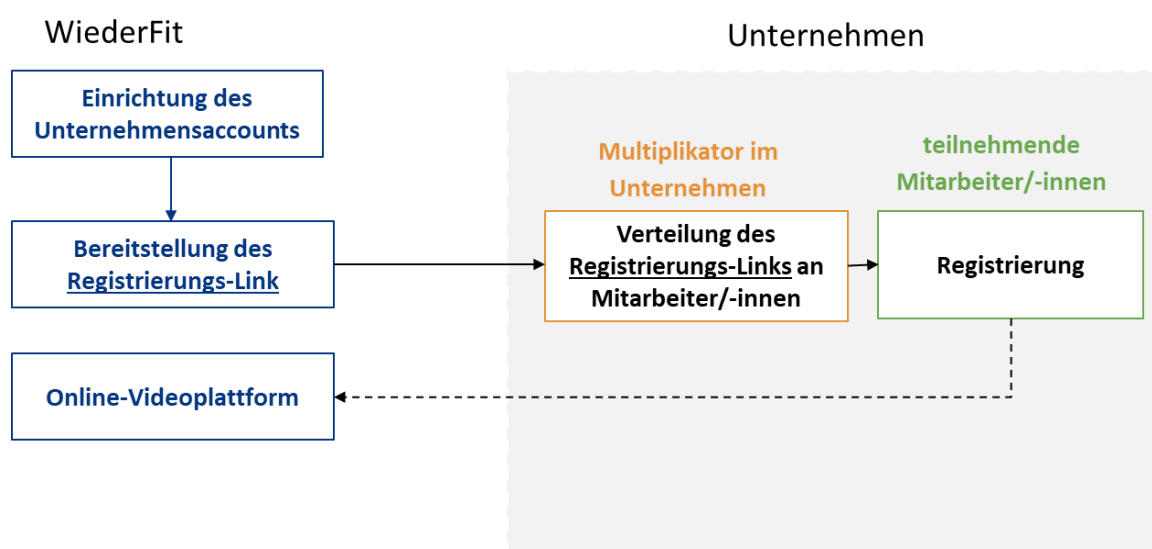 WiederFit
Unternehmen
Einrichtung des
Unternehmensaccounts
Bereitstellung des
Registrierungs-Link
Online-Videoplattform
Multiplikator im
Unternehmen
Verteilung des
Registrierungs-Links an
Mitarbeiter/-innen
teilnehmende
Mitarbeiter/-innen
Registrierung